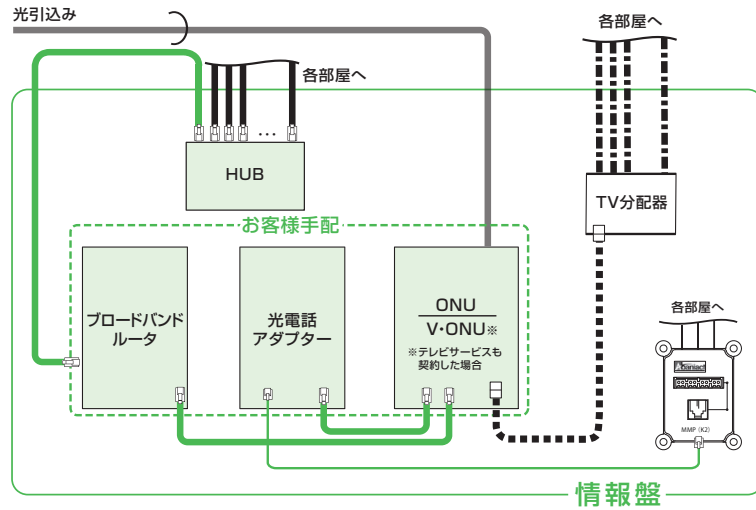 光引込み
各部屋へ
各部屋へ
…
HUB
TV分配器
お客様手配
ブロードバンド
ルータ
光電話
アダプター
ONU
V・ONU※
※テレビサービスも
契約した場合
各部屋へ
MMP (K2)
情報盤